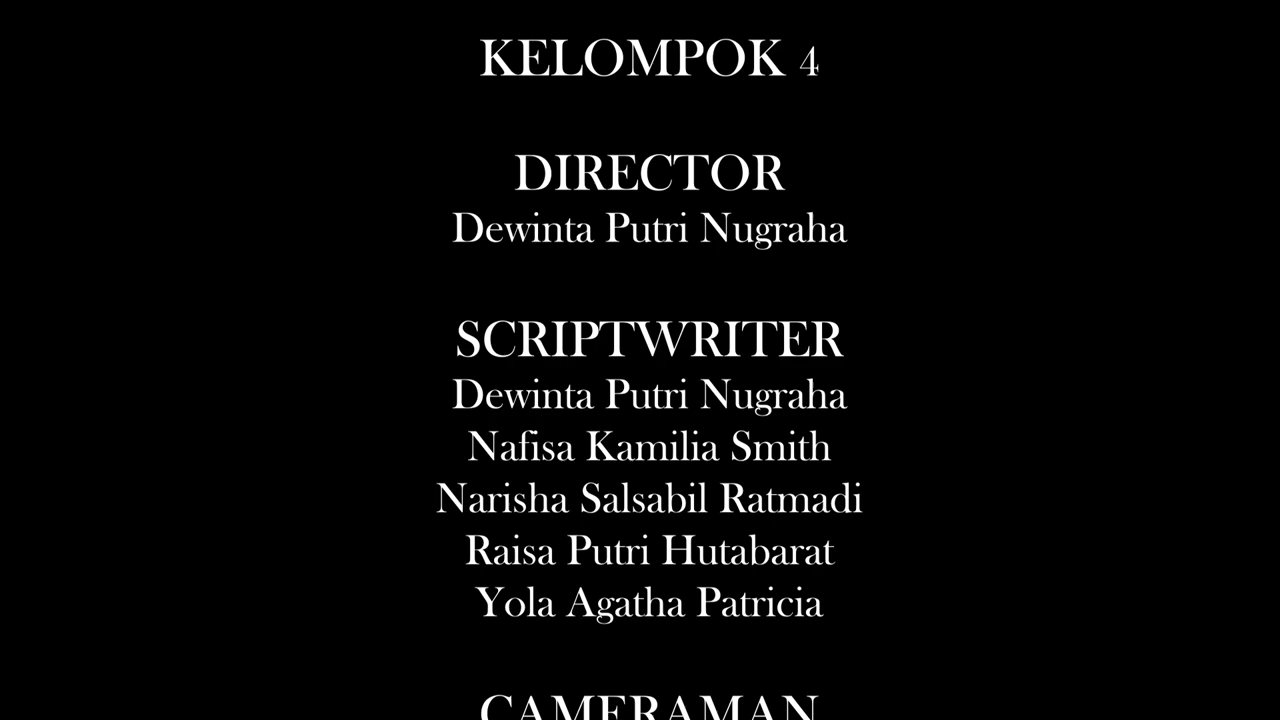 KELOMPOK 4
DIRECTOR
Dewinta Putri Nugraha
SCRIPTWRITER
Dewinta Putri Nugraha
Nafisa Kamilia Smith
Narisha Salsabil Ratmadi
Raisa Putri Hutabarat
Yola Agatha Patricia
CAMERAMAN